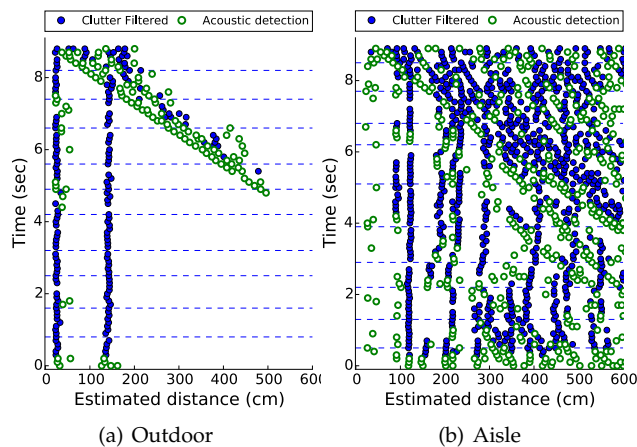 Clutter Filtered Acoustic detection
Clutter Filtered Acoustic detection
Time (sec)
8
6
4
2
0
0 100 200 300 400 500 600
Estimated distance (cm)
Time (sec)
8
6
4
2
0
0 100 200 300 400 500 600
Estimated distance (cm)
(a) Outdoor
(b) Aisle